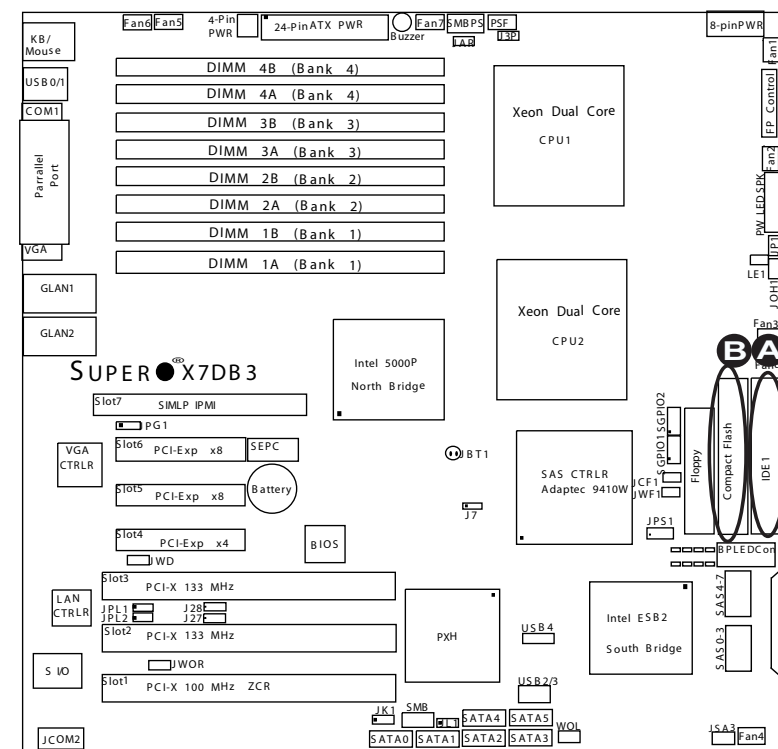 Fan6 Fan5 4-Pin PWR 24-Pin ATX PWR Buzzer Fan7 SMBPS PSF 8-pin PWR
JAR J3P
KB/
Mouse
USB0/1
COM1
Parrallel
Port
VGA
GLAN1
GLAN2
DIMM 4B (Bank 4)
DIMM 4A (Bank 4)
DIMM 3B (Bank 3)
DIMM 3A (Bank 3)
DIMM 2B (Bank 2)
DIMM 2A (Bank 2)
DIMM 1B (Bank 1)
DIMM 1A (Bank 1)
Xeon Dual Core
CPU1
Xeon Dual Core
CPU2
Fan1
FP Control
Fan2
PW LED SPK
JP1
LE1
JOH1
Fan3
B
A
SUPER X7DB3
®
Intel 5000P
North Bridge
Slot7
SIMLP IPMI
JPG1
VGA
CTRLR
Slot6
PCI-Exp x8
SEPC
Slot5
PCI-Exp x8
Battery
Slot4
PCI-Exp x4
BIOS
JWD
JBT1
J7
SAS CTRLR
Adaptec 9410W
SGPIO1 SGPIO2
JCF1
JWF1
JPS1
Floppy
Compact Flash
IDE1
BPLEDCon
SAS4-7
SAS0-3
Slot3
PCI-X 133 MHz
LAN
CTRLR
JPL1
JPL2
J28
J27
Slot2
PCI-X 133 MHz
S I/O
JWOR
Slot1
PCI-X 100 MHz ZCR
PXH
Intel ESB2
South Bridge
USB4
USB2/3
JK1
SMB
SATA4 SATA5
SATA0 SATA1 SATA2 SATA3
WOL
JSA3
Fan4
JCOM2